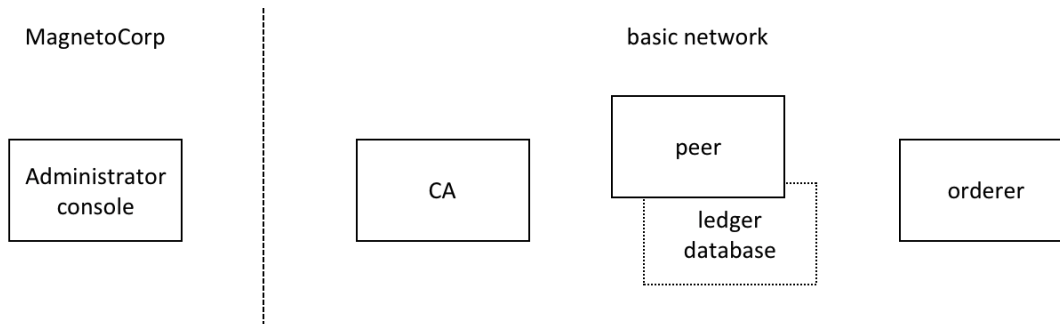 MagnetoCorp
basic network
Administrator
console
CA
peer
ledger
database
orderer